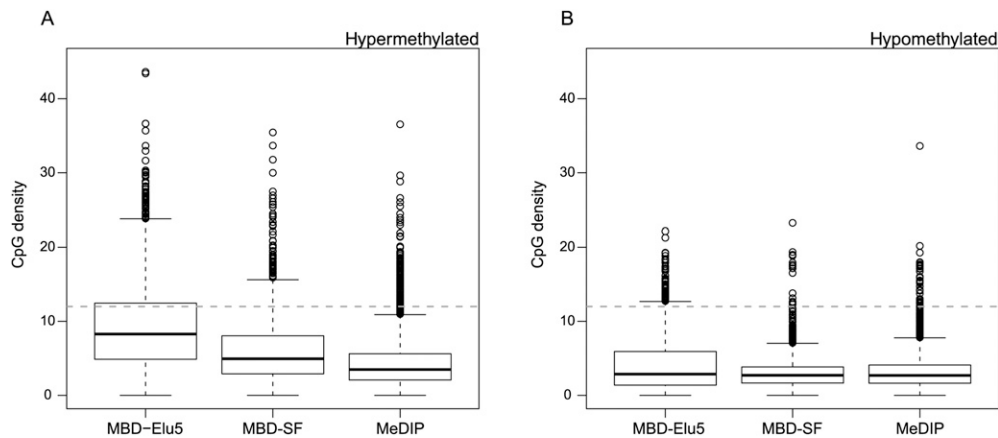 A
Hypermethylated
CpG density
40
30
20
10
0
MBD−Elu5
MBD-SF
MeDIP
B
Hypomethylated
CpG density
40
30
20
10
0
MBD-Elu5
MBD-SF
MeDIP